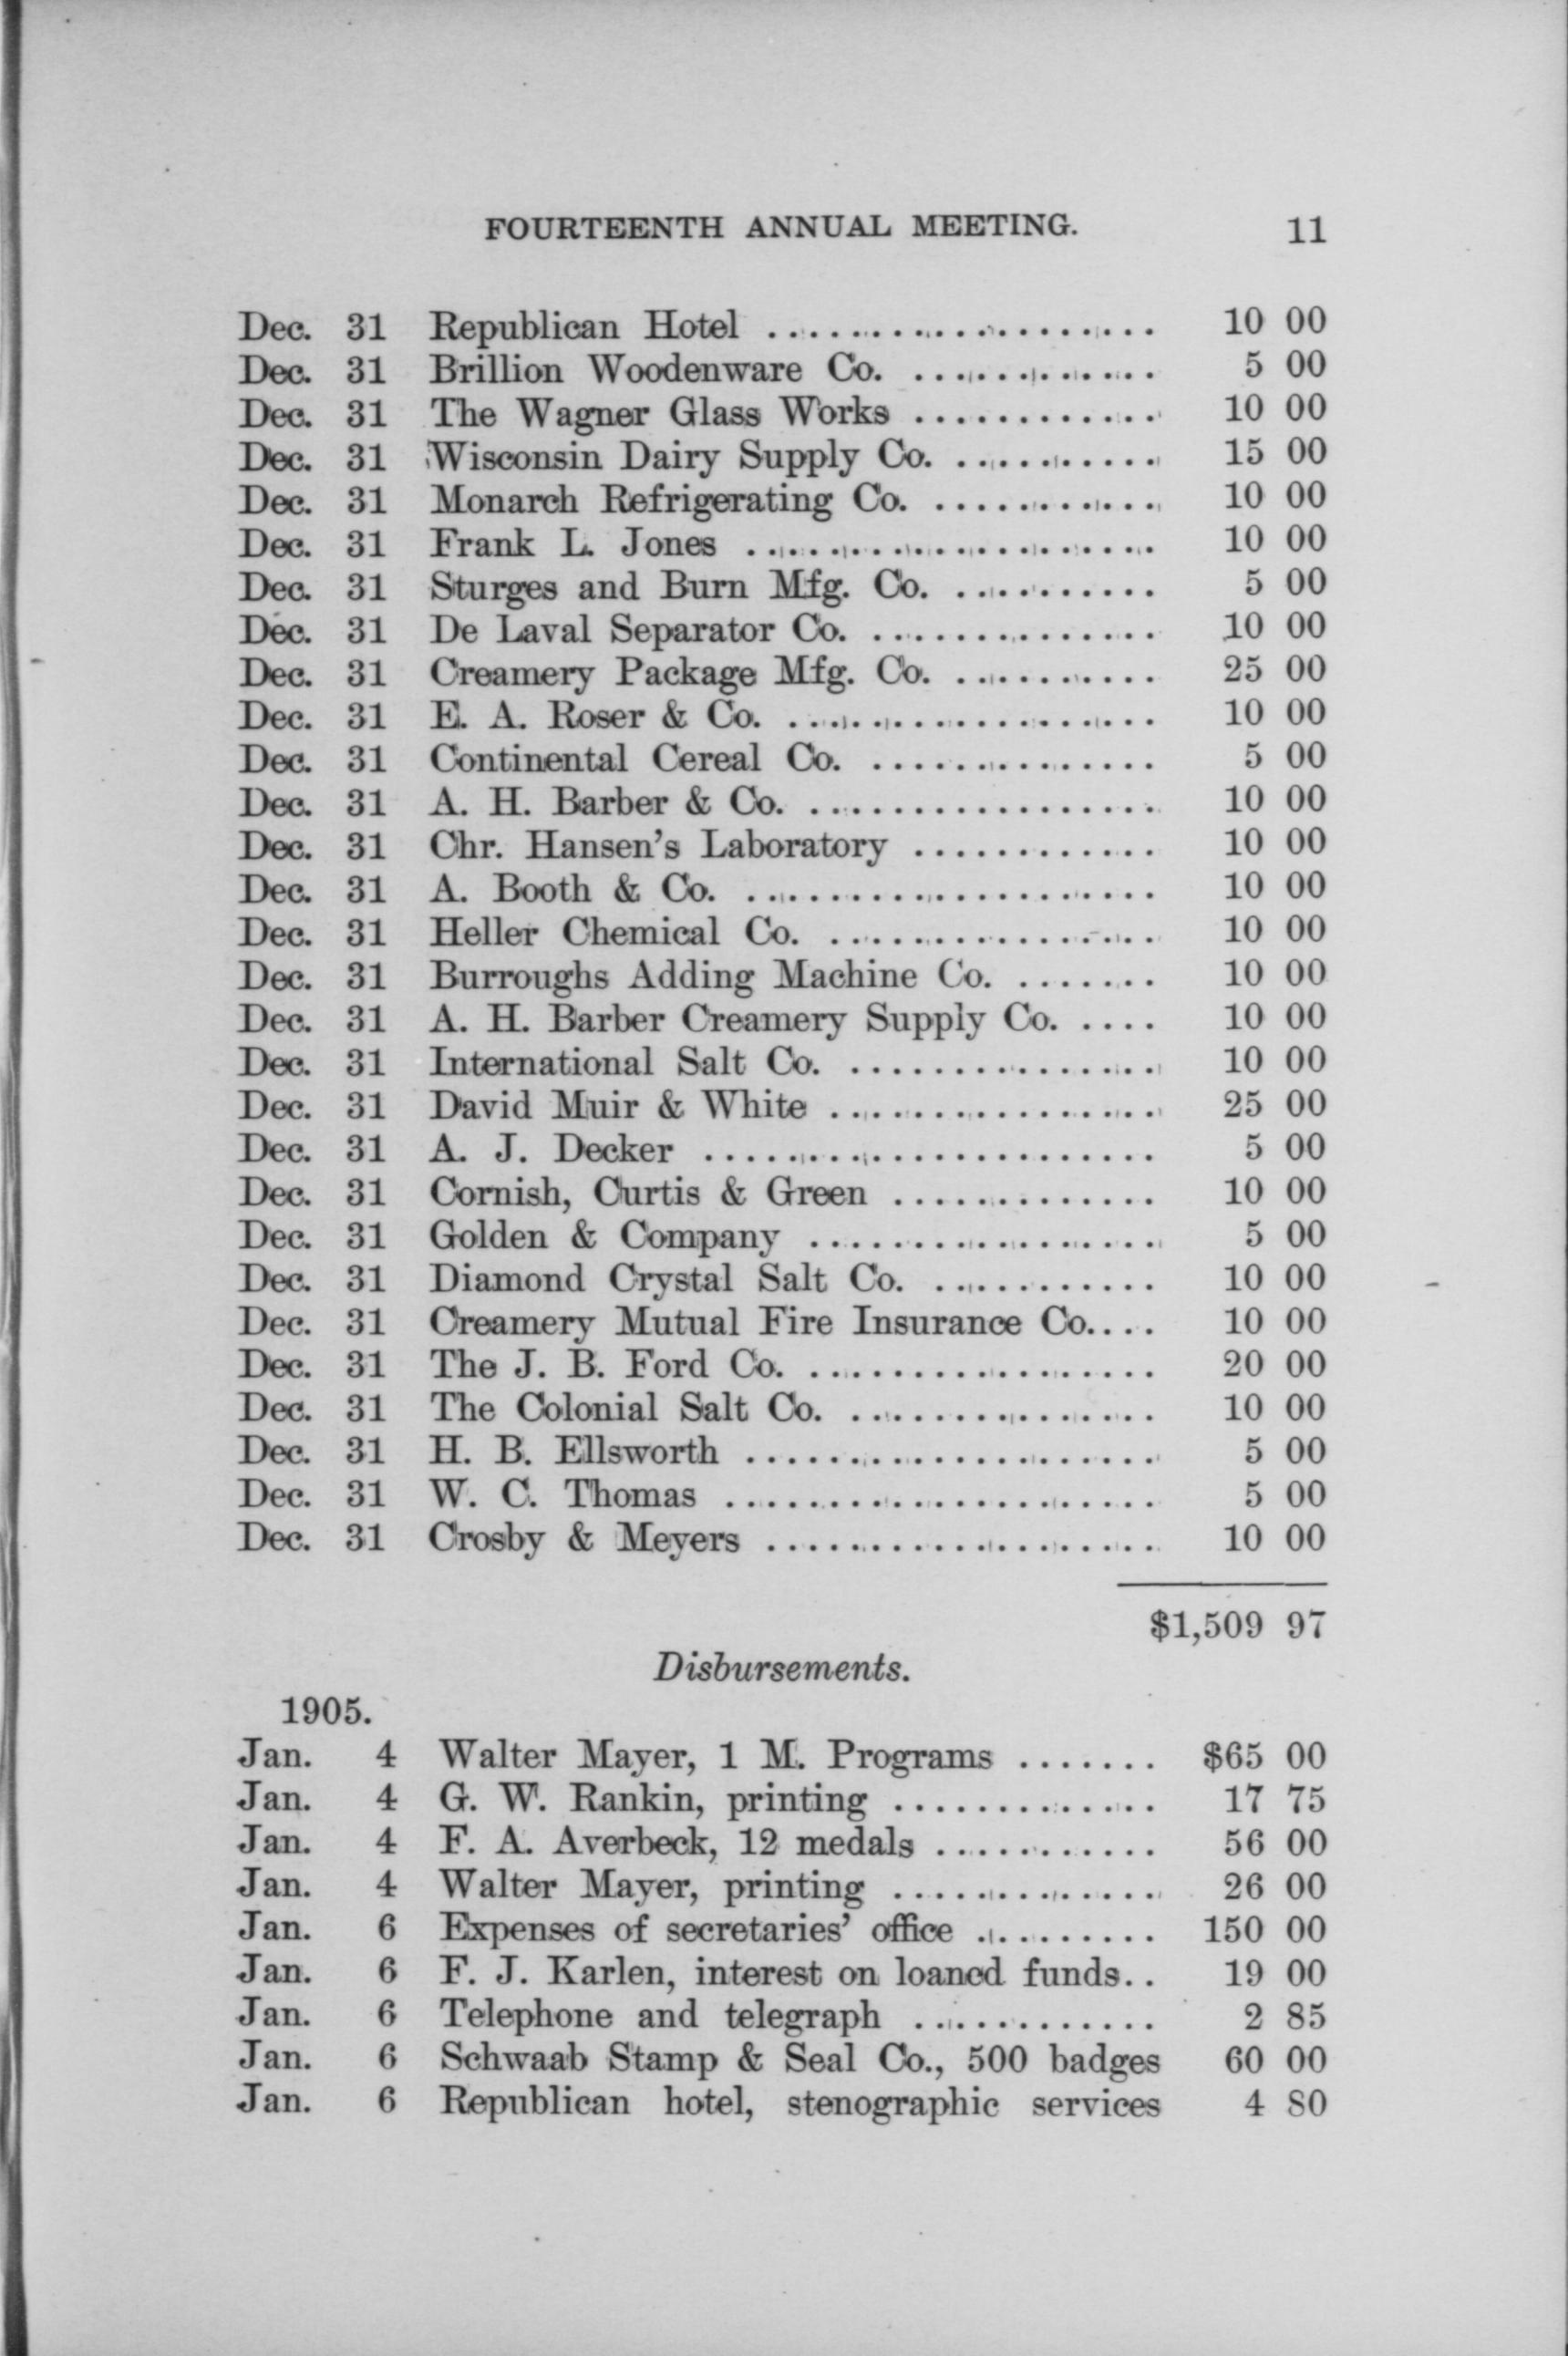 FOURTEENTH ANNUAL MEETING. 11
Dec. 31 Republican Hotel ................... 10 00
Dec. 31 Brillion Woodenware Co. ............ 5 00
Dec. 31 The Wagner Glass Works ............ 10 00
Dec. 31 Wisconsin Dairy Supply Co. .......... 15 00
Dec. 31 Monarch Refrigerating Co. ........... 10 00
Dec. 31 Frank L. Jones .................... 10 00
Dec. 31 Sturges and Burn Mfg. Co. .......... 5 00
Dec. 31 De Laval Separator Co. .............. 10 00
Dec. 31 Creamery Package Mfg. Co. .......... 25 00
Dec. 31 E. A. Roser & Co. .................. 10 00
Dec. 31 Continental Cereal Co. .............. 5 00
Dec. 31 A. H. Barber & Co. ................. 10 00
Dec. 31 Chr. Hansen's Laboratory ............ 10 00
Dec. 31 A. Booth & Co. .................... 10 00
Dec. 31 Heller Chemical Co. ................ 10 00
Dec. 31 Burroughs Adding Machine Co. ....... 10 00
Dec. 31 A. H. Barber Creamery Supply Co. .... 10 00
Dec. 31 International Salt Co. ............... 10 00
Dec. 31 David Muir & White ................ 25 00
Dec. 31 A. J. Decker ...................... 5 00
Dec. 31 Cornish, Curtis & Green ............. 10 00
Dec. 31 Golden & Company ................. 5 00
Dec. 31 Diamond Crystal Salt Co. ........... 10 00
Dec. 31 Creamery Mutual Fire Insurance Co.... 10 00
Dec. 31 The J. B. Ford Co. ................. 20 00
Dec. 31 The Colonial Salt Co. ............... 10 00
Dec. 31 H. B. Ellsworth .................... 5 00
Dec. 31 W. C. Thomas ..................... 5 00
Dec. 31 Crosby & Meyers ................... 10 00
$1,509 97
Disbursements.
1905.
Jan. 4 Walter Mayer, 1 M. Programs ....... $65 00
Jan. 4 G. W. Rankin, printing ............. 17 75
Jan. 4 F. A. Averbeck, 12 medals ........... 56 00
Jan. 4 Walter Mayer, printing ............. 26 00
Jan. 6 Expenses of secretaries' office ......... 150 00
Jan. 6 F. J. Karlen, interest on loaned funds.. 19 00
Jan. 6 Telephone and telegraph ............ 2 85
Jan. 6 Schwaab Stamp & Seal Co., 500 badges 60 00
Jan. 6 Republican hotel, stenographic services 4 80